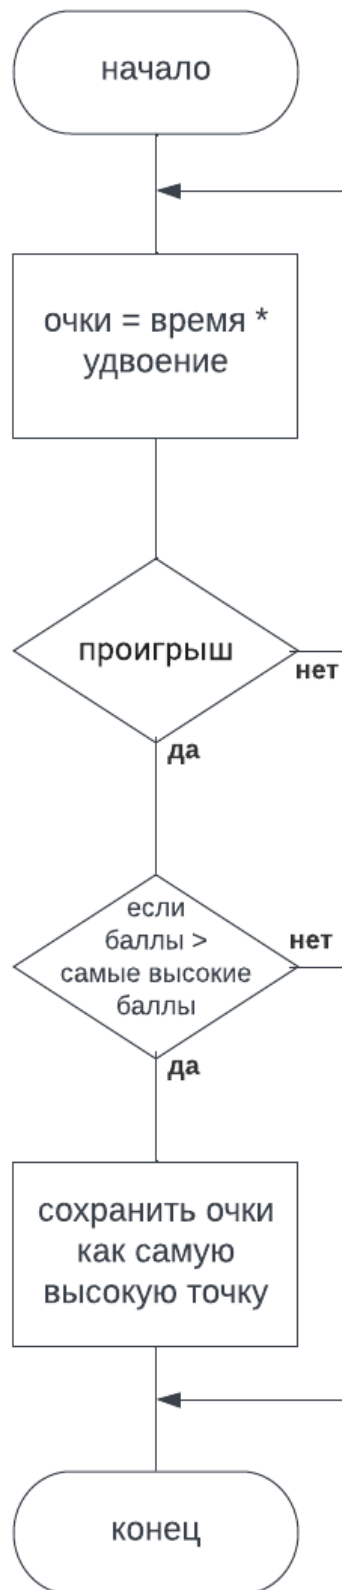 начало
очки = время *
удвоение
проигрыш
нет
да
если
баллы >
самые высокие
баллы
нет
да
сохранить очки
как самую
высокую точку
конец